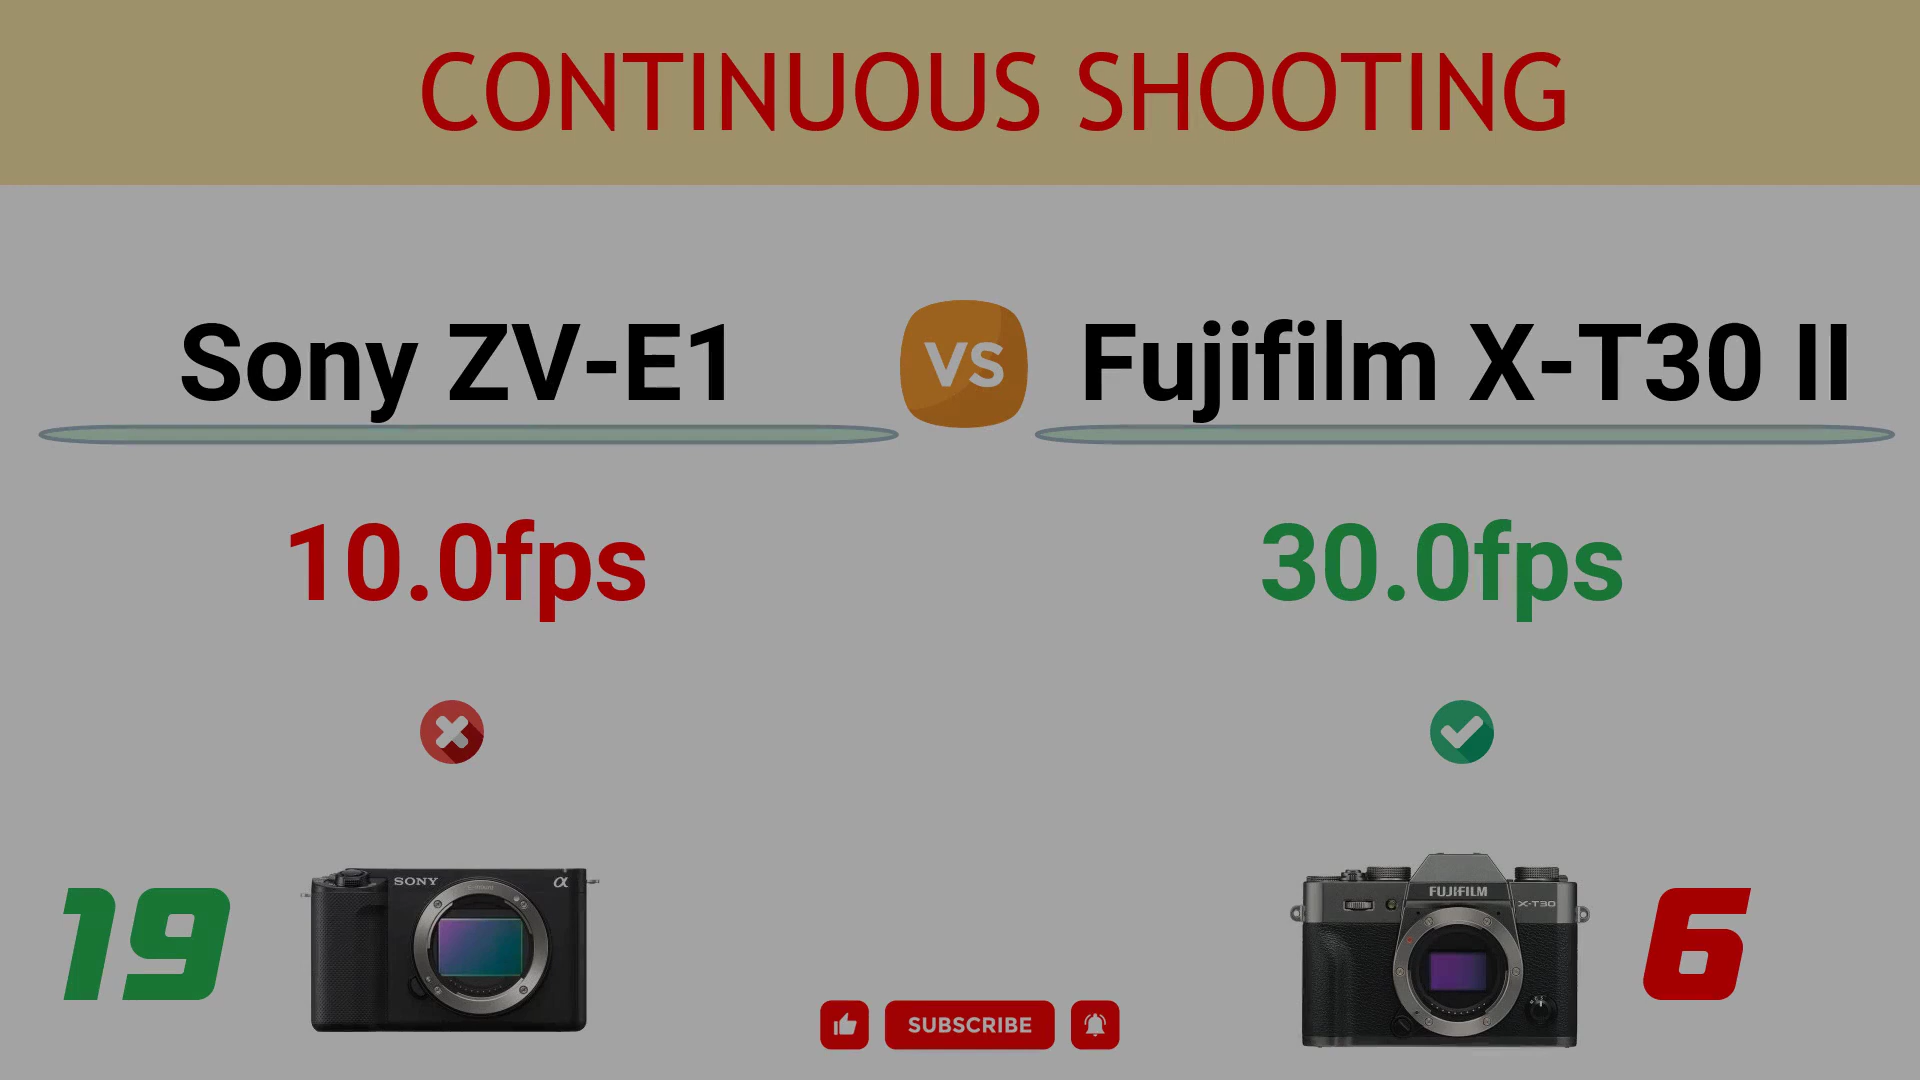 CONTINUOUS SHOOTING
Sony ZV-E1
VS
Fujifilm X-T30 II
10.0fps
30.0fps
19
SONY
α
FUJIFILM
X-T30
6
SUBSCRIBE